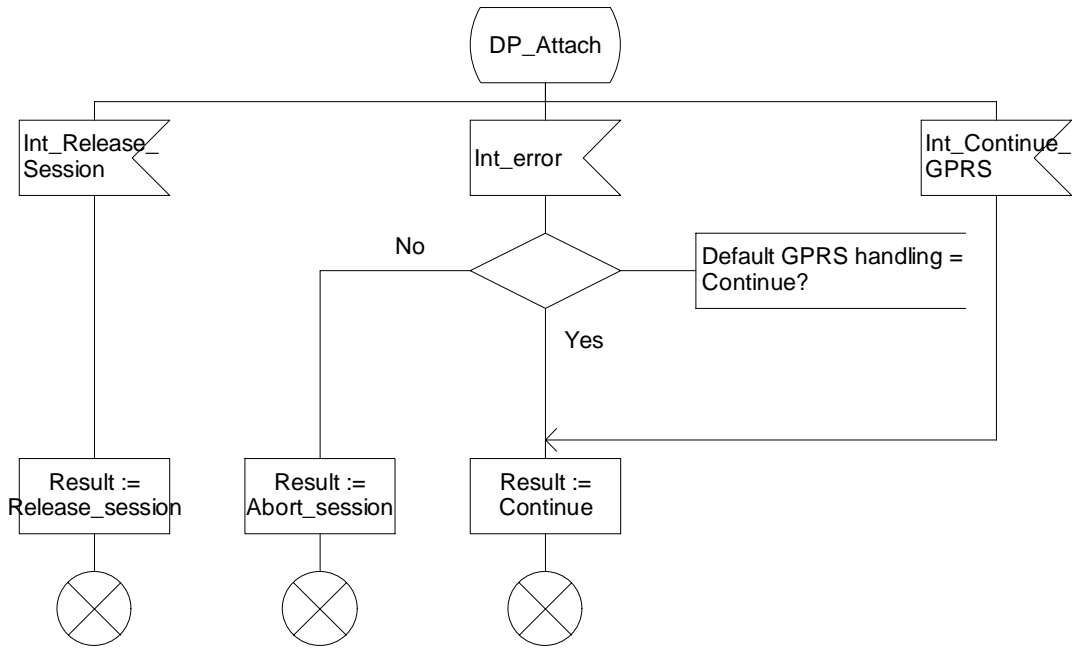 DP_Attach
Int_Release_
Session
Int_error
Int_Continue_
GPRS
No
Default GPRS handling =
Continue?
Yes
Result :=
Release_session
Result :=
Abort_session
Result :=
Continue